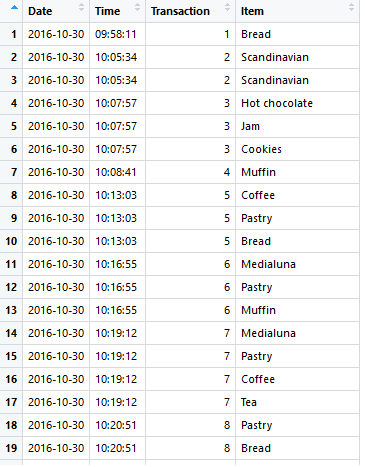 Date Time Transaction Item
1 2016-10-30 09:58:11 1 Bread
2 2016-10-30 10:05:34 2 Scandinavian
3 2016-10-30 10:05:34 2 Scandinavian
4 2016-10-30 10:07:57 3 Hot chocolate
5 2016-10-30 10:07:57 3 Jam
6 2016-10-30 10:07:57 3 Cookies
7 2016-10-30 10:08:41 4 Muffin
8 2016-10-30 10:13:03 5 Coffee
9 2016-10-30 10:13:03 5 Pastry
10 2016-10-30 10:13:03 5 Bread
11 2016-10-30 10:16:55 6 Medialuna
12 2016-10-30 10:16:55 6 Pastry
13 2016-10-30 10:16:55 6 Muffin
14 2016-10-30 10:19:12 7 Medialuna
15 2016-10-30 10:19:12 7 Pastry
16 2016-10-30 10:19:12 7 Coffee
17 2016-10-30 10:19:12 7 Tea
18 2016-10-30 10:20:51 8 Pastry
19 2016-10-30 10:20:51 8 Bread